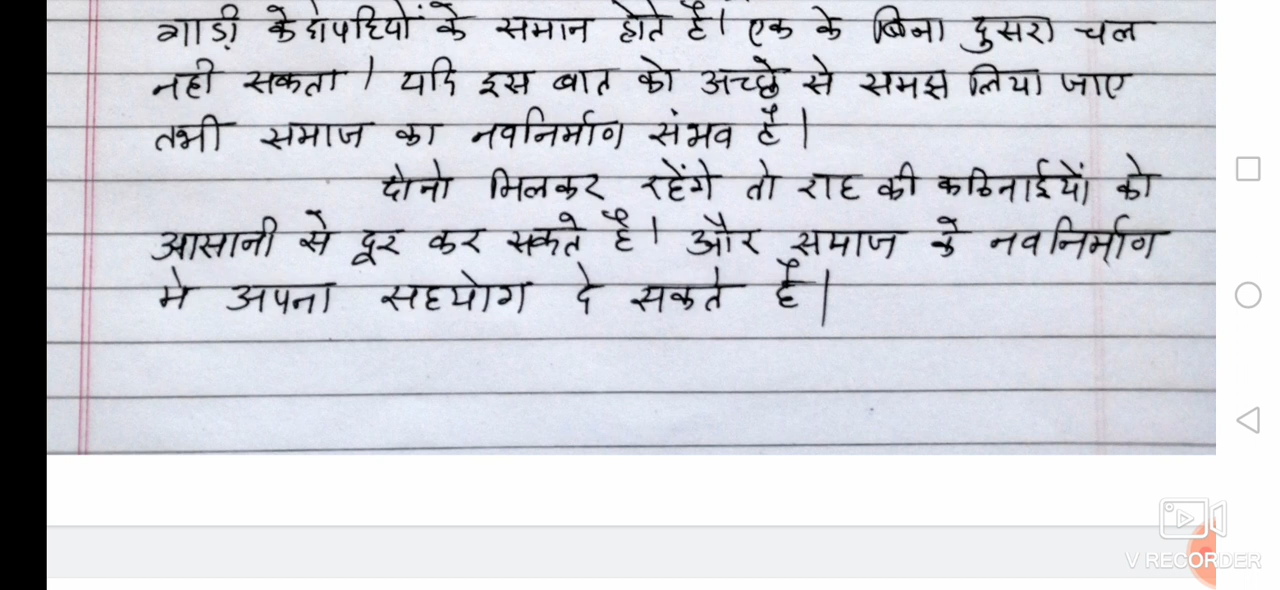 गाडी़ के दो पहियों के समान होते है। एक के बिना दुसरा चल
नही सकता। यदि इस बात को अच्छे से समझ लिया जाए
तभी समाज का नवनिर्माण संभव है।
दोनो मिलकर रहेंगे तो राह की कठिनाईयों को
आसानी से दूर कर सकते है। और समाज के नवनिर्माण
मे अपना सहयोग दे सकते है।
V RECORDER